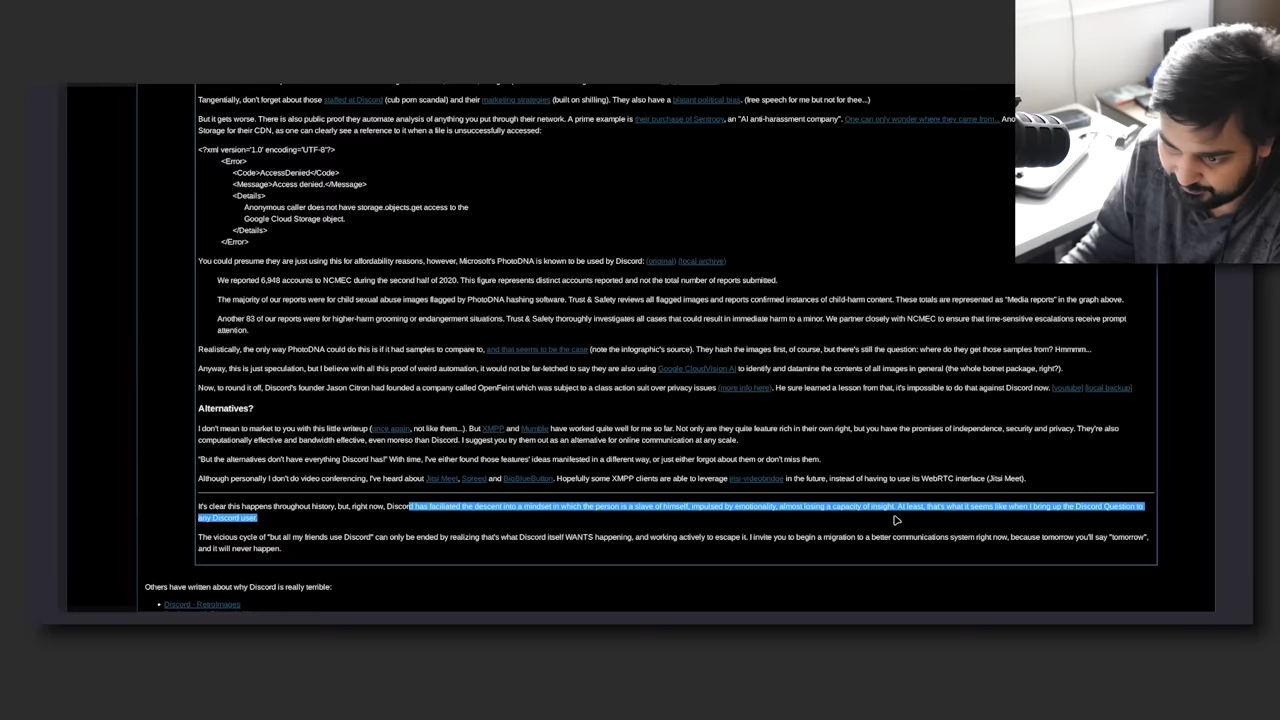 Tangentially, don't forget about those staffed at Discord (cub porn scandal) and their marketing strategies (built on shilling). They also have a blatant political bias. (free speech for me but not for thee...)
But it gets worse. There is also public proof they automate analysis of anything you put through their network. A prime example is their purchase of Sentropy, an "AI anti-harassment company". One can only wonder where they came from... And
Storage for their CDN, as one can clearly see a reference to it when a file is unsuccessfully accessed:
<?xml version='1.0' encoding='UTF-8'?>
<Error>
<Code>AccessDenied</Code>
<Message>Access denied.</Message>
<Details>
Anonymous caller does not have storage.objects.get access to the
Google Cloud Storage object.
</Details>
</Error>
You could presume they are just using this for affordability reasons, however, Microsoft's PhotoDNA is known to be used by Discord: (original) (local archive)
We reported 6,948 accounts to NCMEC during the second half of 2020. This figure represents distinct accounts reported and not the total number of reports submitted.
The majority of our reports were for child sexual abuse images flagged by PhotoDNA hashing software. Trust & Safety reviews all flagged images and reports confirmed instances of child-harm content. These totals are represented as "Media reports" in the graph above.
Another 83 of our reports were for higher-harm grooming or endangerment situations. Trust & Safety thoroughly investigates all cases that could result in immediate harm to a minor. We partner closely with NCMEC to ensure that time-sensitive escalations receive prompt
attention.
Realistically, the only way PhotoDNA could do this is if it had samples to compare to, and that seems to be the case (note the infographic's source). They hash the images first, of course, but there's still the question: where do they get those samples from? Hmmmm...
Anyway, this is just speculation, but I believe with all this proof of weird automation, it would not be far-fetched to say they are also using Google CloudVision AI to identify and datamine the contents of all images in general (the whole botnet package, right?).
Now, to round it off, Discord's founder Jason Citron had founded a company called OpenFeint which was subject to a class action suit over privacy issues (more info here). He sure learned a lesson from that, it's impossible to do that against Discord now. [youtube] [local backup]
Alternatives?
I don't mean to market to you with this little writeup (once again, not like them...). But XMPP and Mumble have worked quite well for me so far. Not only are they quite feature rich in their own right, but you have the promises of independence, security and privacy. They're also
computationally effective and bandwidth effective, even moreso than Discord. I suggest you try them out as an alternative for online communication at any scale.
"But the alternatives don't have everything Discord has!" With time, I've either found those features' ideas manifested in a different way, or just either forgot about them or don't miss them.
Although personally I don't do video conferencing, I've heard about Jitsi Meet, Spreed and BigBlueButton. Hopefully some XMPP clients are able to leverage jitsi-videobridge in the future, instead of having to use its WebRTC interface (Jitsi Meet).
It's clear this happens throughout history, but, right now, Discord has faciliated the descent into a mindset in which the person is a slave of himself, impulsed by emotionality, almost losing a capacity of insight. At least, that's what it seems like when I bring up the Discord Question to
any Discord user.
The vicious cycle of "but all my friends use Discord" can only be ended by realizing that's what Discord itself WANTS happening, and working actively to escape it. I invite you to begin a migration to a better communications system right now, because tomorrow you'll say "tomorrow",
and it will never happen.
Others have written about why Discord is really terrible:
• Discord - RetroImages